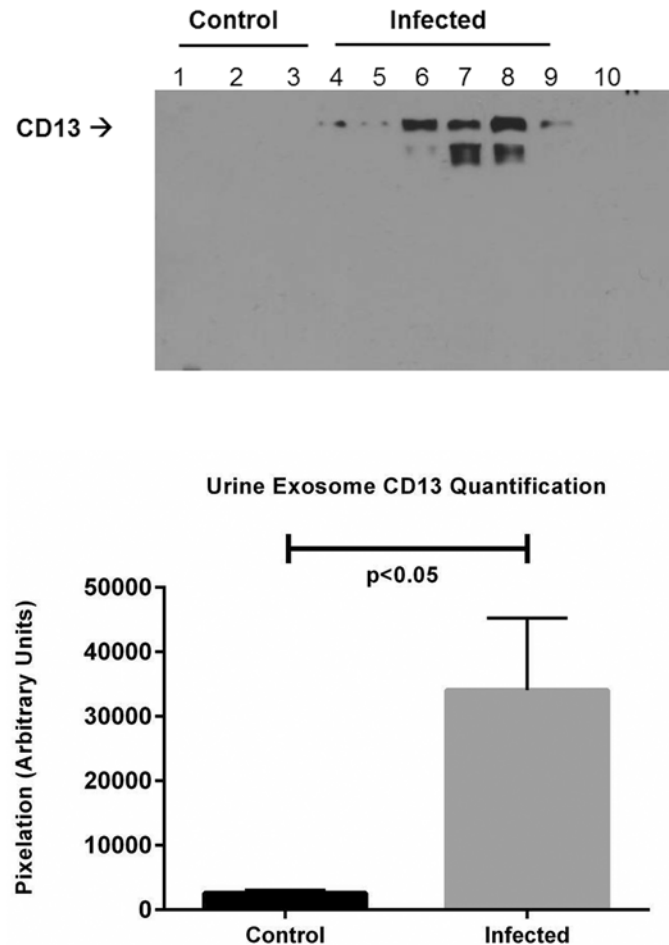 Control Infected
1 2 3 4 5 6 7 8 9 10
CD13 →
Urine Exosome CD13 Quantification
p<0.05
50000
40000
30000
20000
10000
0
Pixelation (Arbitrary Units)
Control Infected